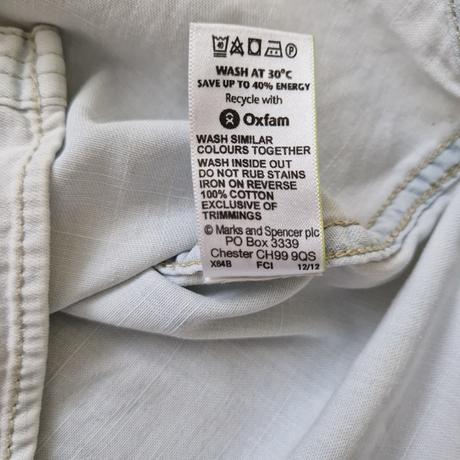 40 P
WASH AT 30°C
SAVE UP TO 40% ENERGY
Recycle with
Oxfam
WASH SIMILAR
COLOURS TOGETHER
WASH INSIDE OUT
DO NOT RUB STAINS
IRON ON REVERSE
100% COTTON
EXCLUSIVE OF
TRIMMINGS
© Marks and Spencer plc
PO Box 3339
Chester CH99 9QS
X64B FCI 12/12